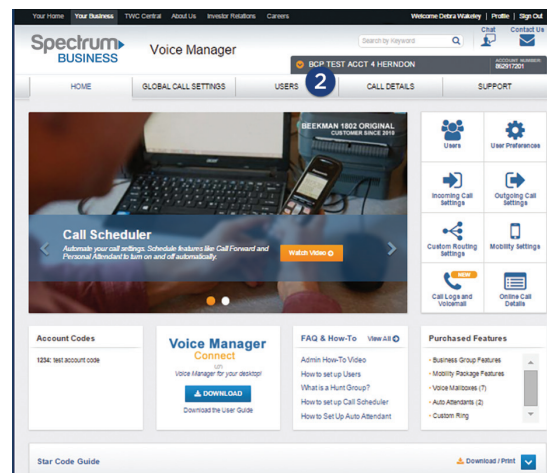 Your Home Your Business TWC Central About Us Investor Relations Careers Welcome Debra Wakeley | Profile | Sign Out
Spectrum
BUSINESS
Voice Manager
Search by Keyword
Chat Contact Us
BCP TEST ACCT 4 HERNDON
ACCOUNT NUMBER:
862917201
HOME GLOBAL CALL SETTINGS USERS 2 CALL DETAILS SUPPORT
BEEKMAN 1802 ORIGINAL
CUSTOMER SINCE 2010
Call Scheduler
Automate your call settings. Schedule features like Call Forward and
Personal Attendant to turn on and off automatically.
Watch Video
Users User Preferences
Incoming Call
Settings
Outgoing Call
Settings
Custom Routing
Settings
Mobility Settings
NEW
Call Logs and
Voicemail
Online Call
Details
Account Codes
1234: test account code
Voice Manager
Connect
Voice Manager for your desktop!
DOWNLOAD
Download the User Guide
FAQ & How-To View All
Admin How-To Video
How to set up Users
What is a Hunt Group?
How to set up Call Scheduler
How to Set Up Auto Attendant
Purchased Features
- Business Group Features
- Mobility Package Features
- Voice Mailboxes (7)
- Auto Attendants (2)
- Custom Ring
Star Code Guide
Download / Print